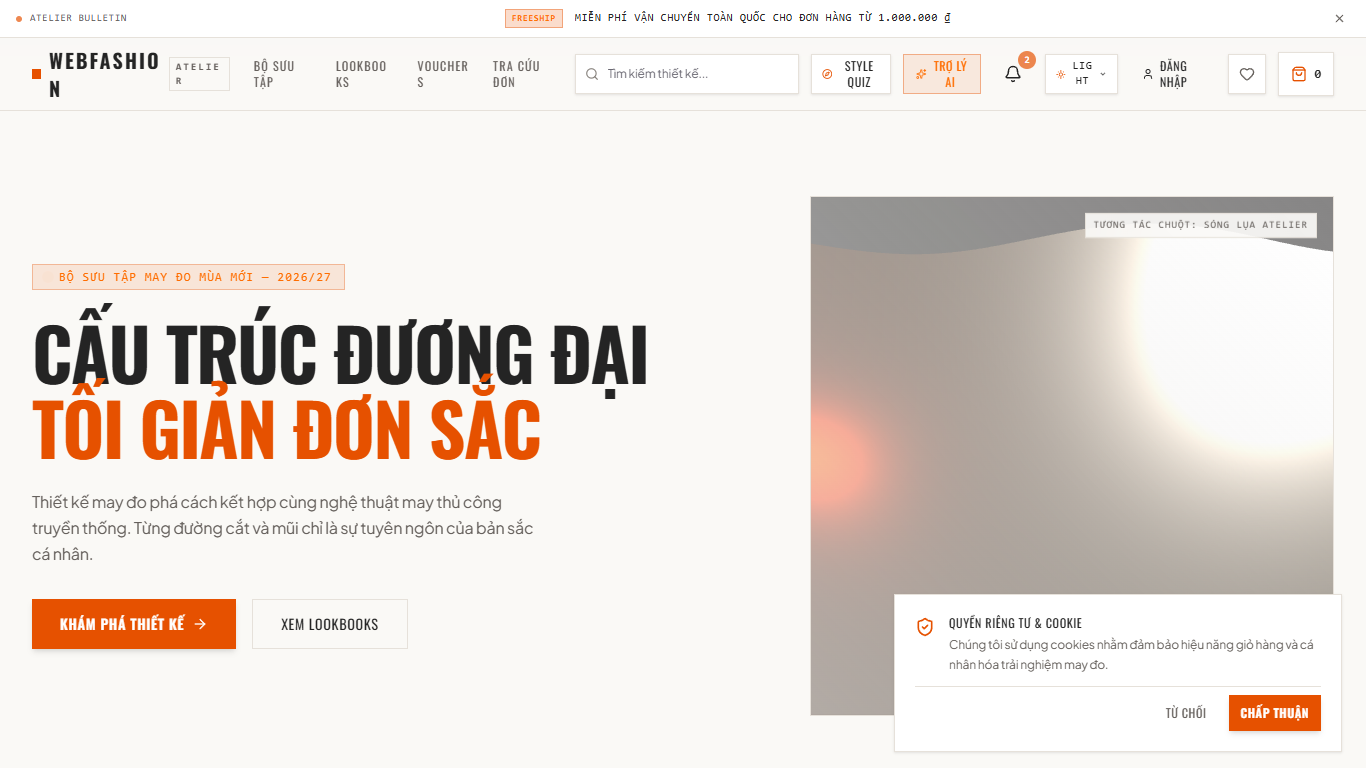 ATELIER BULLETIN
FREESHIP MIỄN PHÍ VẬN CHUYỂN TOÀN QUỐC CHO ĐƠN HÀNG TỪ 1.000.000 ₫
WEBFASHIO
N
ATELIE
R
BỘ SƯU
TẬP
LOOKBOO
KS
VOUCHER
S
TRA CỨU
ĐƠN
Tìm kiếm thiết kế...
STYLE
QUIZ
TRỢ LÝ
AI
2
LIG
HT
ĐĂNG
NHẬP
0
TƯƠNG TÁC CHUỘT: SÓNG LỤA ATELIER
BỘ SƯU TẬP MAY ĐO MÙA MỚI — 2026/27
CẤU TRÚC ĐƯƠNG ĐẠI
TỐI GIẢN ĐƠN SẮC
Thiết kế may đo phá cách kết hợp cùng nghệ thuật may thủ công
truyền thống. Từng đường cắt và mũi chỉ là sự tuyên ngôn của bản sắc
cá nhân.
KHÁM PHÁ THIẾT KẾ
XEM LOOKBOOKS
QUYỀN RIÊNG TƯ & COOKIE
Chúng tôi sử dụng cookies nhằm đảm bảo hiệu năng giỏ hàng và cá
nhân hóa trải nghiệm may đo.
TỪ CHỐI
CHẤP THUẬN